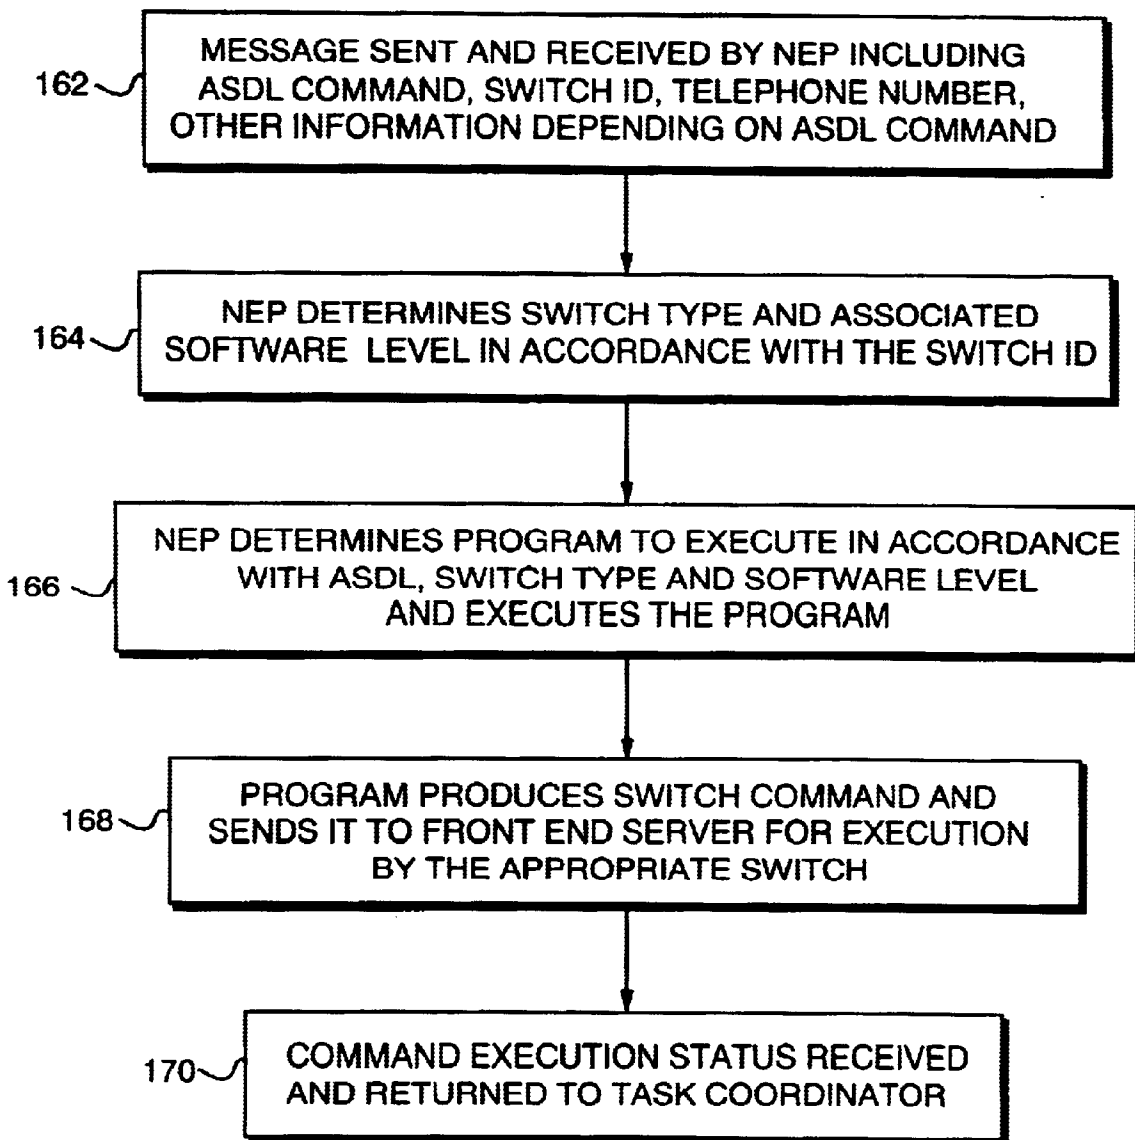 162
MESSAGE SENT AND RECEIVED BY NEP INCLUDING
ASDL COMMAND, SWITCH ID, TELEPHONE NUMBER,
OTHER INFORMATION DEPENDING ON ASDL COMMAND
164
NEP DETERMINES SWITCH TYPE AND ASSOCIATED
SOFTWARE LEVEL IN ACCORDANCE WITH THE SWITCH ID
166
NEP DETERMINES PROGRAM TO EXECUTE IN ACCORDANCE
WITH ASDL, SWITCH TYPE AND SOFTWARE LEVEL
AND EXECUTES THE PROGRAM
168
PROGRAM PRODUCES SWITCH COMMAND AND
SENDS IT TO FRONT END SERVER FOR EXECUTION
BY THE APPROPRIATE SWITCH
170
COMMAND EXECUTION STATUS RECEIVED
AND RETURNED TO TASK COORDINATOR